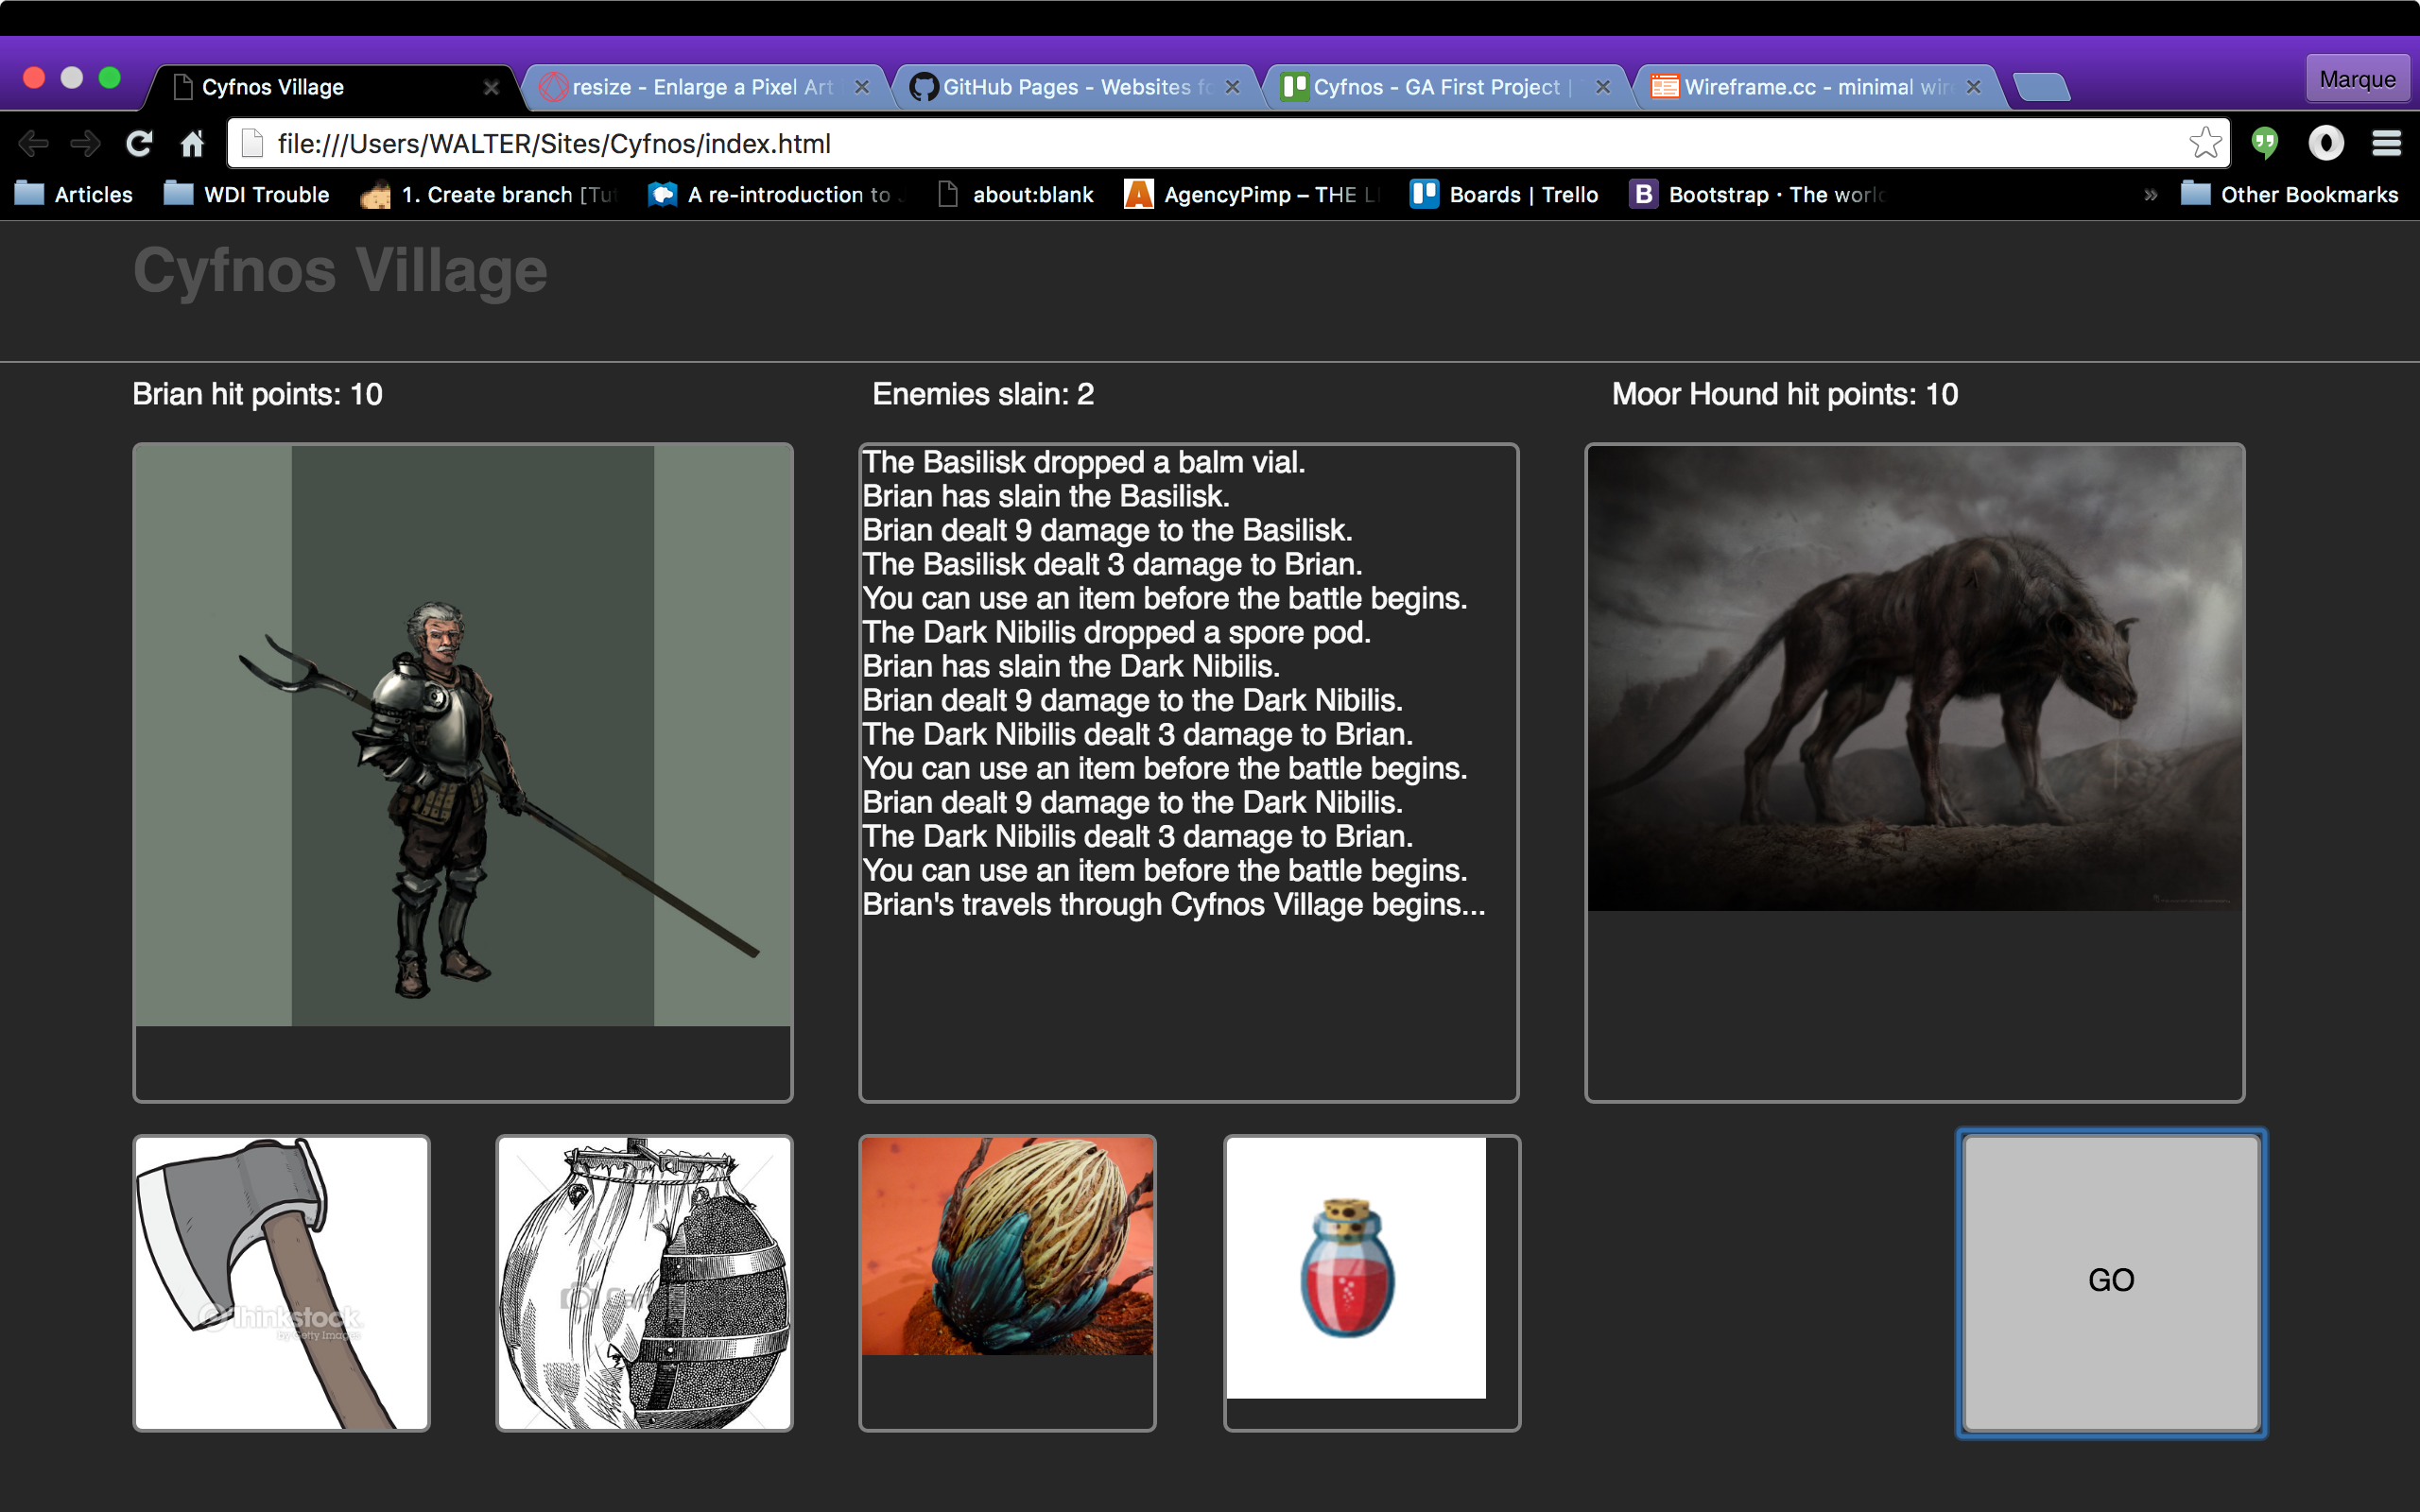 Cyfnos Village
resize - Enlarge a Pixel Art
GitHub Pages - Websites fo
Cyfnos - GA First Project |
Wireframe.cc - minimal wire
Marque
file:///Users/WALTER/Sites/Cyfnos/index.html
Articles
WDI Trouble
1. Create branch [Tut
A re-introduction to J
about:blank
AgencyPimp – THE LI
Boards | Trello
B
Bootstrap · The world
»
Other Bookmarks
Cyfnos Village
Brian hit points: 10
Enemies slain: 2
Moor Hound hit points: 10
The Basilisk dropped a balm vial.
Brian has slain the Basilisk.
Brian dealt 9 damage to the Basilisk.
The Basilisk dealt 3 damage to Brian.
You can use an item before the battle begins.
The Dark Nibilis dropped a spore pod.
Brian has slain the Dark Nibilis.
Brian dealt 9 damage to the Dark Nibilis.
The Dark Nibilis dealt 3 damage to Brian.
You can use an item before the battle begins.
Brian dealt 9 damage to the Dark Nibilis.
The Dark Nibilis dealt 3 damage to Brian.
You can use an item before the battle begins.
Brian's travels through Cyfnos Village begins...
thinkstock
by Getty Images
GO